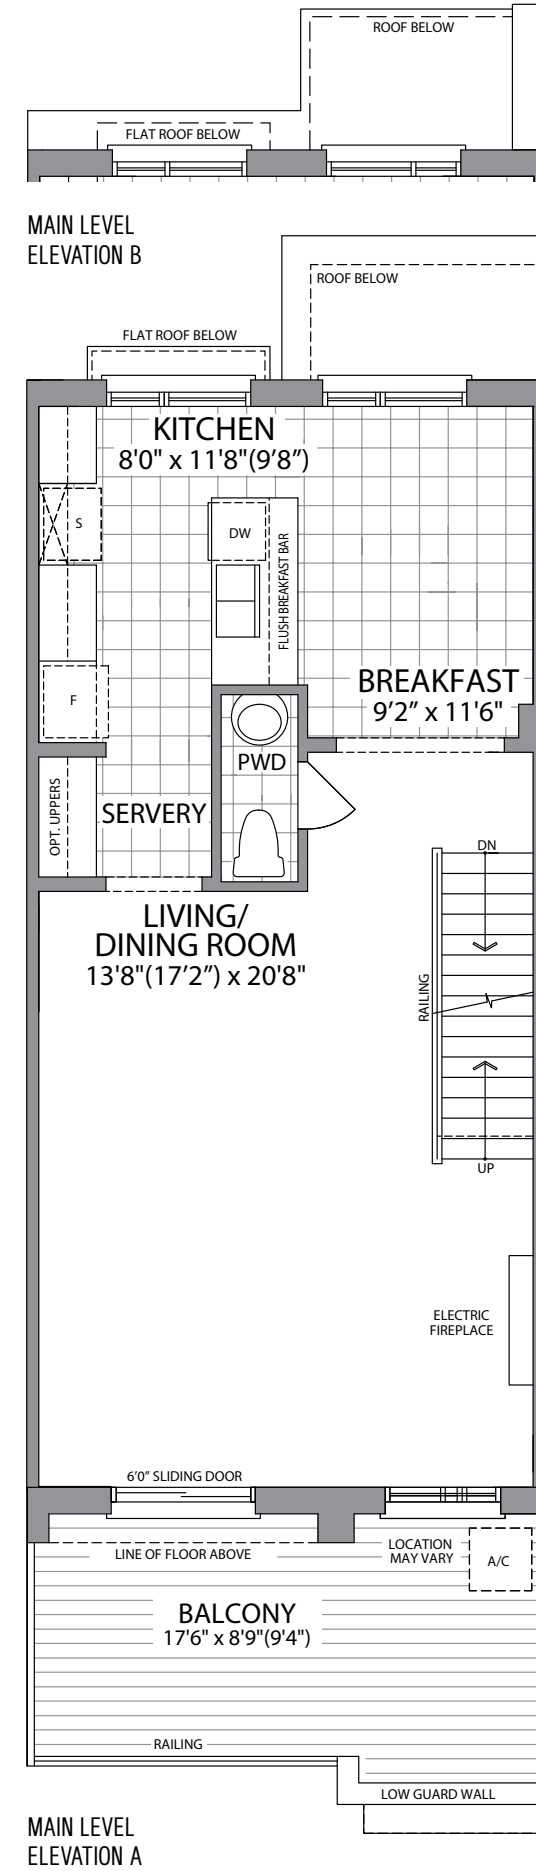 ROOF BELOW
FLAT ROOF BELOW
MAIN LEVEL
ELEVATION B
ROOF BELOW
FLAT ROOF BELOW
KITCHEN
8'0" x 11'8"(9'8")
S
DW
FLUSH BREAKFAST BAR
F
BREAKFAST
9'2" x 11'6"
PWD
OPT. UPPERS
SERVERY
DN
LIVING/
DINING ROOM
13'8"(17'2") x 20'8"
RAILING
UP
ELECTRIC
FIREPLACE
6'0" SLIDING DOOR
LINE OF FLOOR ABOVE
LOCATION
MAY VARY
A/C
BALCONY
17'6" x 8'9"(9'4")
RAILING
LOW GUARD WALL
MAIN LEVEL
ELEVATION A